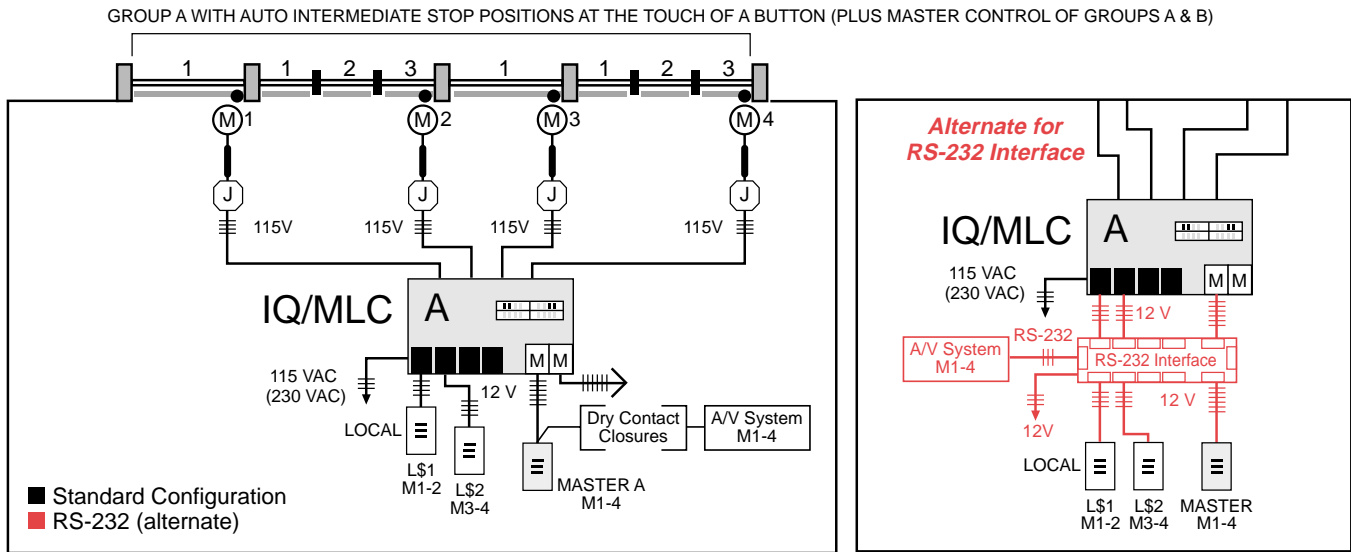 GROUP A WITH AUTO INTERMEDIATE STOP POSITIONS AT THE TOUCH OF A BUTTON (PLUS MASTER CONTROL OF GROUPS A & B)
1 1 2 3 1 1 2 3
M 1 M 2 M 3 M 4
J J J J
115V 115V 115V 115V
IQ/MLC
A
M M
115 VAC
(230 VAC)
12 V
LOCAL
L$1
M1-2
L$2
M3-4
MASTER A
M1-4
Dry Contact
Closures
A/V System
M1-4
Standard Configuration
RS-232 (alternate)
Alternate for
RS-232 Interface
IQ/MLC
A
M M
115 VAC
(230 VAC)
12 V
RS-232
A/V System
M1-4
RS-232 Interface
12 V
12V
LOCAL
L$1
M1-2
L$2
M3-4
MASTER
M1-4